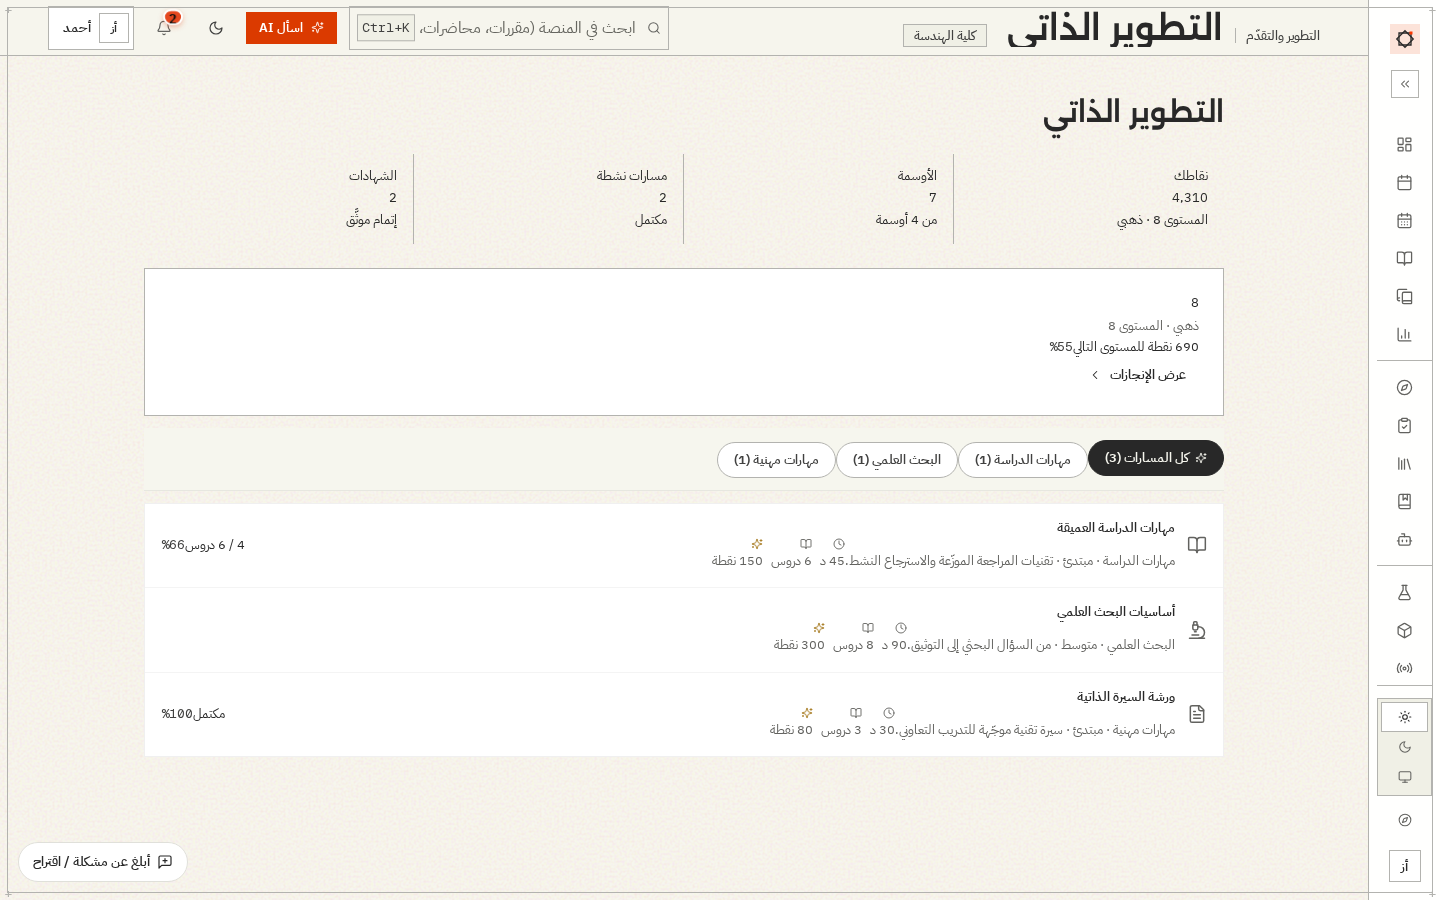 التطوير والتقدّم
التطوير الذاتي
كلية الهندسة
ابحث في المنصة (مقررات، محاضرات،
Ctrl+K
اسأل AI
2
أز
أحمد
التطوير الذاتي
نقاطك
4,310
المستوى 8 · ذهبي
الأوسمة
7
من 4 أوسمة
مسارات نشطة
2
مكتمل
الشهادات
2
إتمام موثَّق
8
ذهبي · المستوى 8
690 نقطة للمستوى التالي55%
عرض الإنجازات
كل المسارات (3)
مهارات الدراسة (1)
البحث العلمي (1)
مهارات مهنية (1)
مهارات الدراسة العميقة
مهارات الدراسة · مبتدئ · تقنيات المراجعة الموزّعة والاسترجاع النشط.45 د 6 دروس 150 نقطة
4 / 6 دروس66%
أساسيات البحث العلمي
البحث العلمي · متوسط · من السؤال البحثي إلى التوثيق.90 د 8 دروس 300 نقطة
ورشة السيرة الذاتية
مهارات مهنية · مبتدئ · سيرة تقنية موجّهة للتدريب التعاوني.30 د 3 دروس 80 نقطة
مكتمل100%
أبلغ عن مشكلة / اقتراح
أز